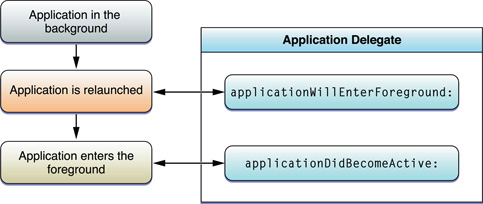 Application in the
background
Application Delegate
Application is relaunched
applicationWillEnterForeground:
Application enters the
foreground
applicationDidBecomeActive: